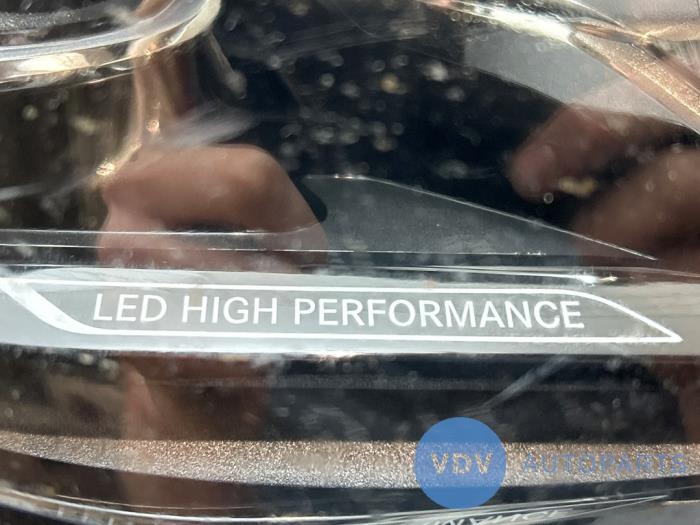 LED HIGH PERFORMANCE
VDV AUTOPARTS